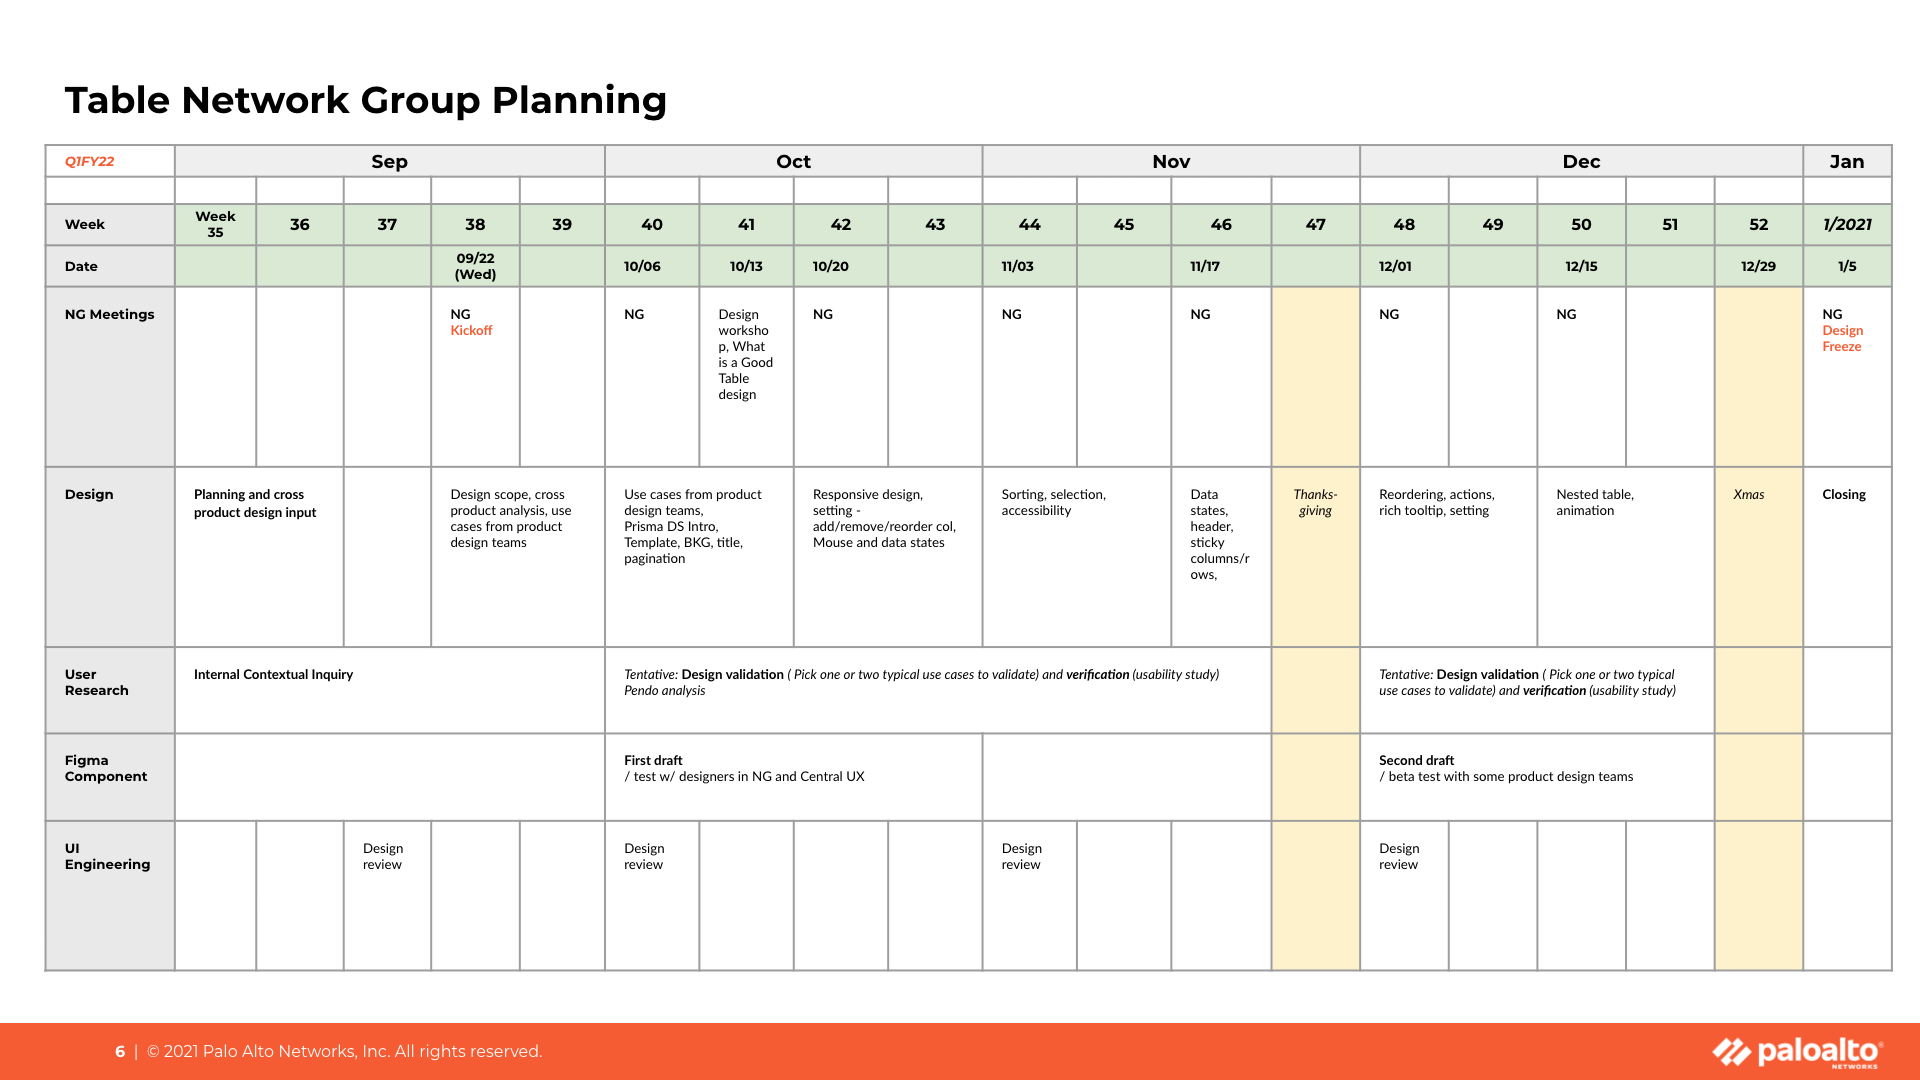 Table Network Group Planning
Q1FY22
Sep
Oct
Nov
Dec
Jan
Week
Week
35
36
37
38
39
40
41
42
43
44
45
46
47
48
49
50
51
52
1/2021
Date
09/22
(Wed)
10/06
10/13
10/20
11/03
11/17
12/01
12/15
12/29
1/5
NG Meetings
NG
Kickoff
NG
Design
worksho
p, What
is a Good
Table
design
NG
NG
NG
NG
NG
NG
Design
Freeze
Design
Planning and cross
product design input
Design scope, cross
product analysis, use
cases from product
design teams
Use cases from product
design teams,
Prisma DS Intro,
Template, BKG, title,
pagination
Responsive design,
setting -
add/remove/reorder col,
Mouse and data states
Sorting, selection,
accessibility
Data
states,
header,
sticky
columns/r
ows,
Thanks-
giving
Reordering, actions,
rich tooltip, setting
Nested table,
animation
Xmas
Closing
User
Research
Internal Contextual Inquiry
Tentative: Design validation ( Pick one or two typical use cases to validate) and verification (usability study)
Pendo analysis
Tentative: Design validation ( Pick one or two typical
use cases to validate) and verification (usability study)
Figma
Component
First draft
/ test w/ designers in NG and Central UX
Second draft
/ beta test with some product design teams
UI
Engineering
Design
review
Design
review
Design
review
Design
review
6 | © 2021 Palo Alto Networks, Inc. All rights reserved.
paloalto®
NETWORKS